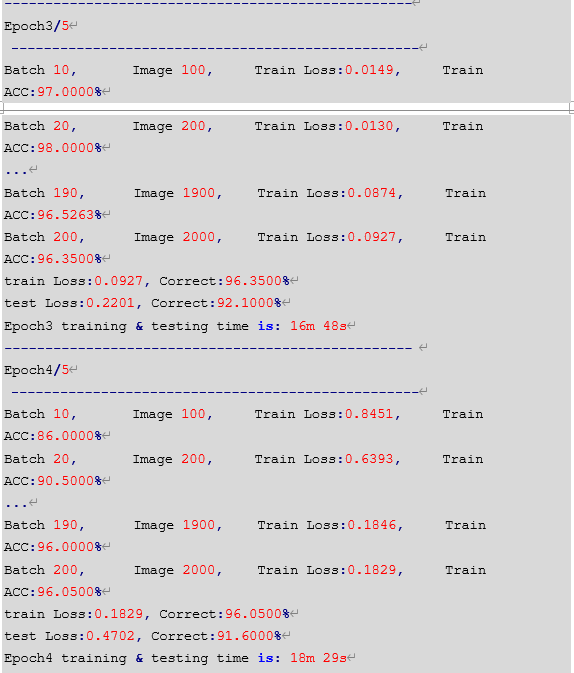 --------------------------------------------------↵
Epoch3/5↵
--------------------------------------------------↵
Batch 10, Image 100, Train Loss:0.0149, Train
ACC:97.0000%↵
Batch 20, Image 200, Train Loss:0.0130, Train
ACC:98.0000%↵
...↵
Batch 190, Image 1900, Train Loss:0.0874, Train
ACC:96.5263%↵
Batch 200, Image 2000, Train Loss:0.0927, Train
ACC:96.3500%↵
train Loss:0.0927, Correct:96.3500%↵
test Loss:0.2201, Correct:92.1000%↵
Epoch3 training & testing time is: 16m 48s↵
-------------------------------------------------- ↵
Epoch4/5↵
--------------------------------------------------↵
Batch 10, Image 100, Train Loss:0.8451, Train
ACC:86.0000%↵
Batch 20, Image 200, Train Loss:0.6393, Train
ACC:90.5000%↵
...↵
Batch 190, Image 1900, Train Loss:0.1846, Train
ACC:96.0000%↵
Batch 200, Image 2000, Train Loss:0.1829, Train
ACC:96.0500%↵
train Loss:0.1829, Correct:96.0500%↵
test Loss:0.4702, Correct:91.6000%↵
Epoch4 training & testing time is: 18m 29s↵